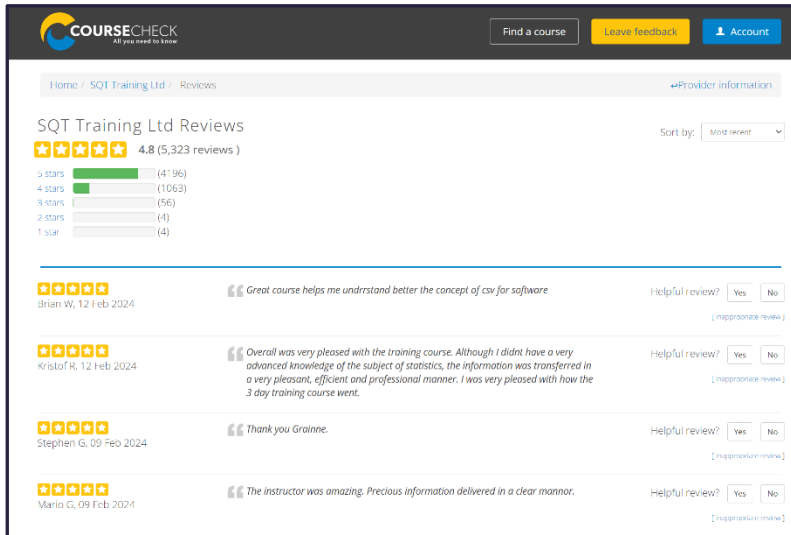 COURSECHECK
All you need to know
Find a course
Leave feedback
Account
Home / SQT Training Ltd / Reviews
Provider information
SQT Training Ltd Reviews
Sort by: Most recent
4.8 (5,323 reviews )
5 stars (4196)
4 stars (1063)
3 stars (56)
2 stars (4)
1 star (4)
Great course helps me undrrstand better the concept of csv for software
Helpful review? Yes No
Brian W, 12 Feb 2024
[ Inappropriate review ]
Overall was very pleased with the training course. Although I didnt have a very
advanced knowledge of the subject of statistics, the information was transferred in
a very pleasant, efficient and professional manner. I was very pleased with how the
3 day training course went.
Helpful review? Yes No
Kristof R, 12 Feb 2024
[ Inappropriate review ]
Thank you Grainne.
Helpful review? Yes No
Stephen G, 09 Feb 2024
[ Inappropriate review ]
The instructor was amazing. Precious information delivered in a clear mannor.
Helpful review? Yes No
Mario G, 09 Feb 2024
[ Inappropriate review ]